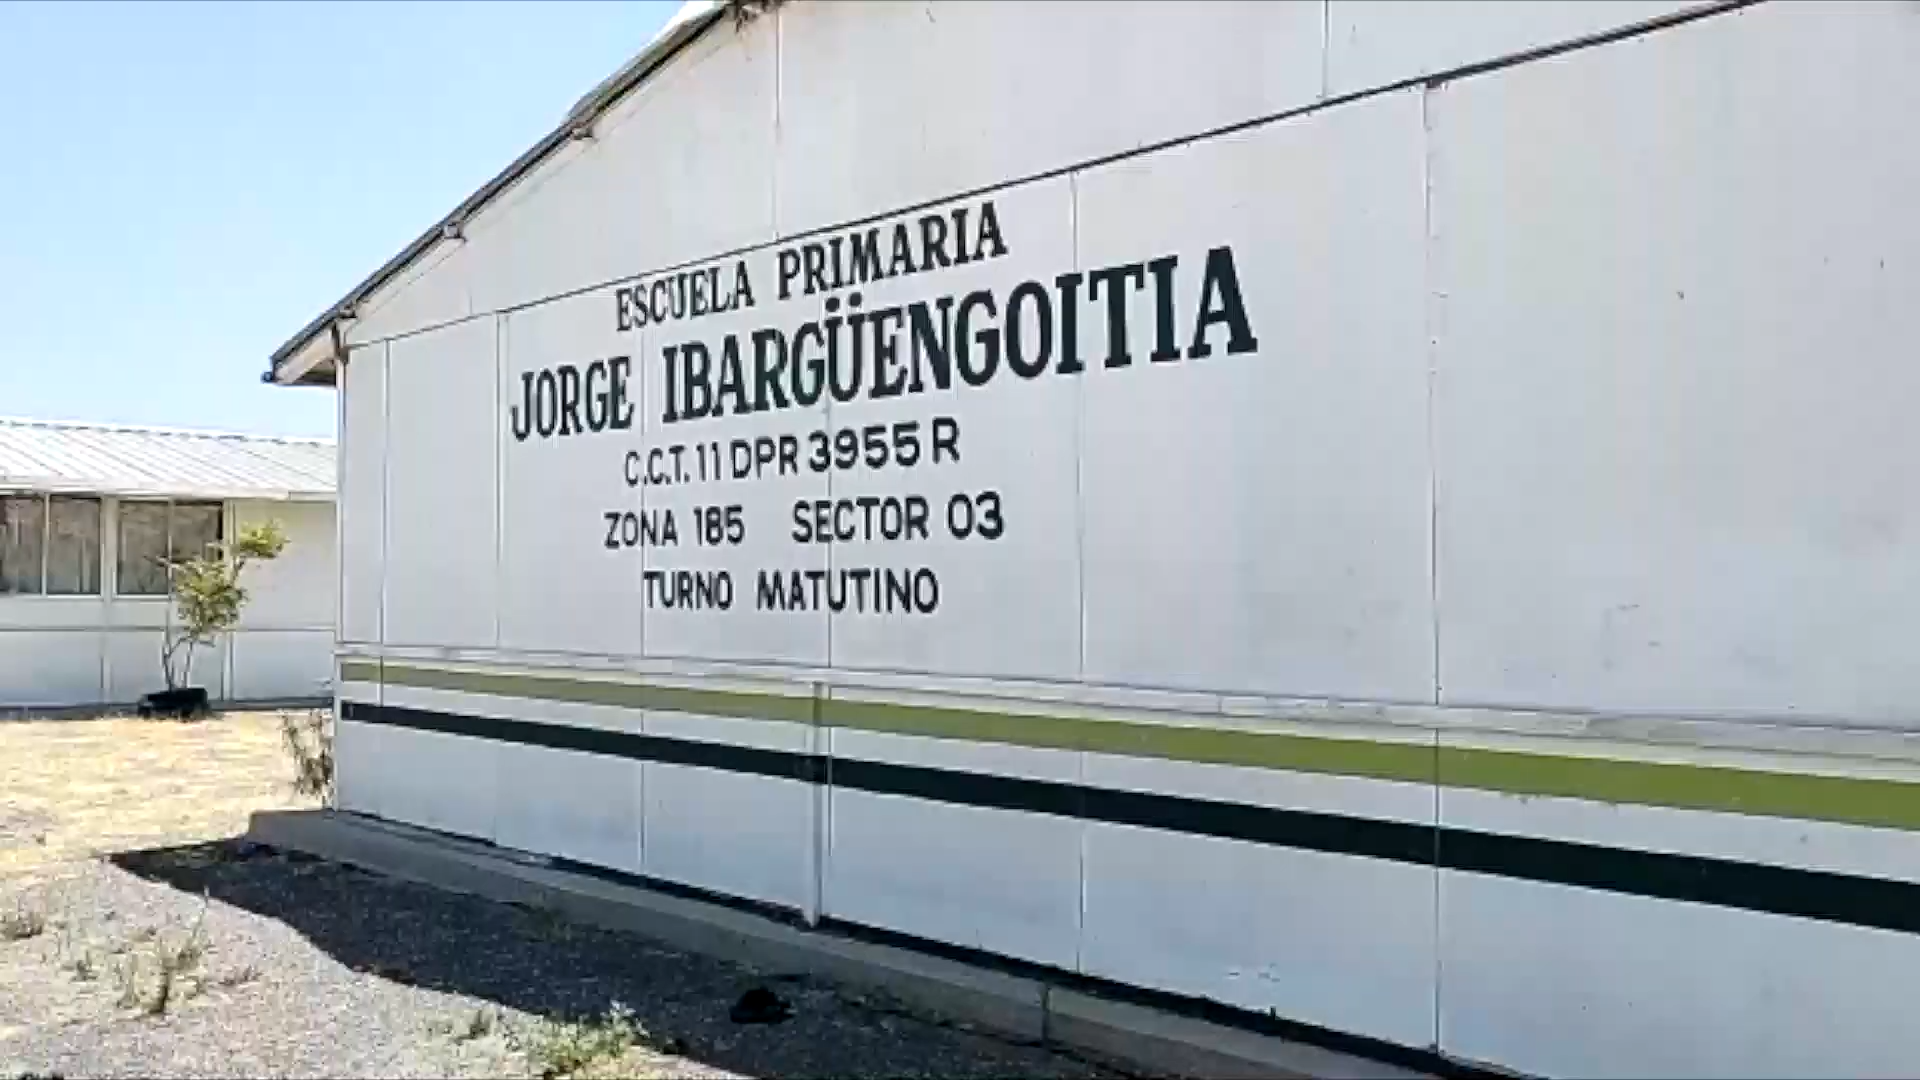 ESCUELA PRIMARIA
JORGE IBARGÜENGOITIA
C.C.T. 11 DPR 3955 R
ZONA 185 SECTOR 03
TURNO MATUTINO